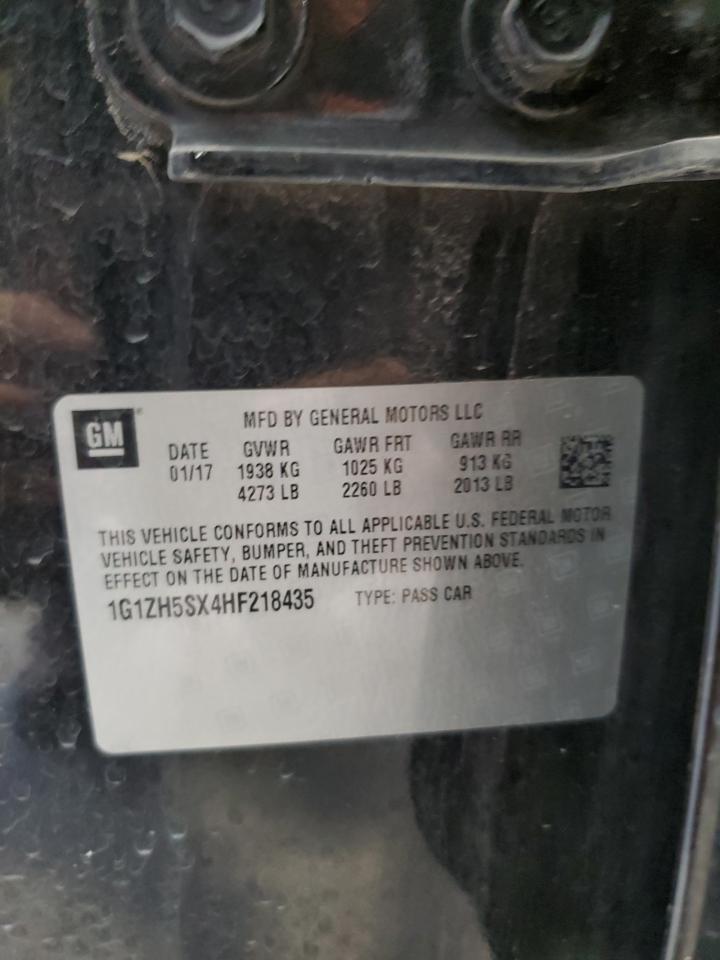 GM
MFD BY GENERAL MOTORS LLC
DATE GVWR GAWR FRT GAWR RR
01/17 1938 KG 1025 KG 913 KG
4273 LB 2260 LB 2013 LB
THIS VEHICLE CONFORMS TO ALL APPLICABLE U.S. FEDERAL MOTOR
VEHICLE SAFETY, BUMPER, AND THEFT PREVENTION STANDARDS IN
EFFECT ON THE DATE OF MANUFACTURE SHOWN ABOVE.
1G1ZH5SX4HF218435 TYPE: PASS CAR